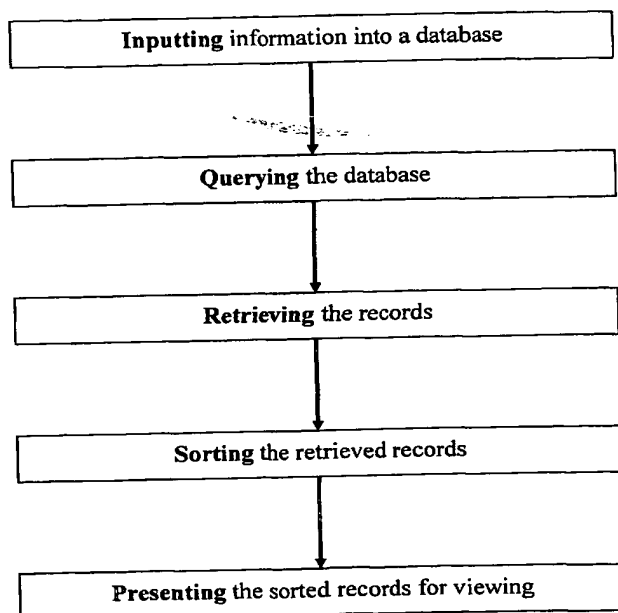 Inputting information into a database
Querying the database
Retrieving the records
Sorting the retrieved records
Presenting the sorted records for viewing